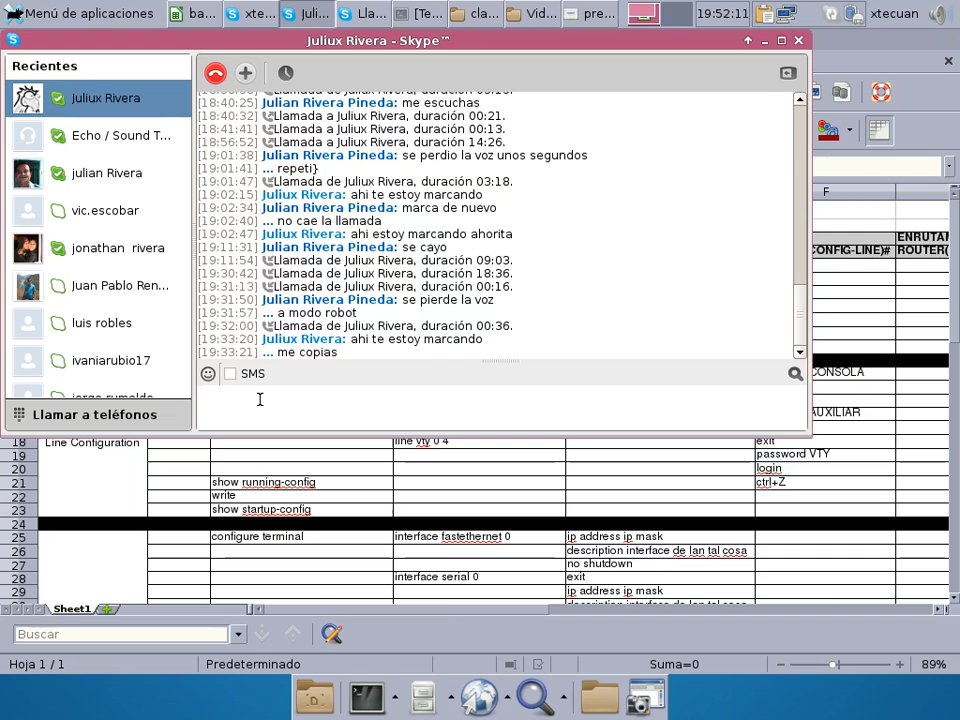 Menú de aplicaciones
ba...
xte...
Juli...
Lla...
[Te...
cla...
Vid...
pre...
19:52:11
xtecuan
Juliux Rivera - Skype™
Recientes
Juliux Rivera
Echo / Sound T...
julian Rivera
vic.escobar
jonathan rivera
Juan Pablo Ren...
luis robles
ivaniarubio17
Llamar a teléfonos
[18:40:25] Julian Rivera Pineda: me escuchas
[18:40:32] Llamada a Juliux Rivera, duración 00:21.
[18:41:41] Llamada a Juliux Rivera, duración 00:13.
[18:56:52] Llamada a Juliux Rivera, duración 14:26.
[19:01:38] Julian Rivera Pineda: se perdio la voz unos segundos
[19:01:41] ... repeti}
[19:01:47] Llamada de Juliux Rivera, duración 03:18.
[19:02:15] Juliux Rivera: ahi te estoy marcando
[19:02:34] Julian Rivera Pineda: marca de nuevo
[19:02:40] ... no cae la llamada
[19:02:47] Juliux Rivera: ahi estoy marcando ahorita
[19:11:31] Julian Rivera Pineda: se cayo
[19:11:54] Llamada de Juliux Rivera, duración 09:03.
[19:30:42] Llamada de Juliux Rivera, duración 18:36.
[19:31:13] Llamada de Juliux Rivera, duración 00:16.
[19:31:50] Julian Rivera Pineda: se pierde la voz
[19:31:57] ... a modo robot
[19:32:00] Llamada de Juliux Rivera, duración 00:36.
[19:33:20] Juliux Rivera: ahi te estoy marcando
[19:33:21] ... me copias
SMS
F
ENRUTAN
CONFIG-LINE)# ROUTER(
CONSOLA
AUXILIAR
18 Line Configuration line vty 0 4 exit
19 password VTY
20 login
21 show running-config ctrl+Z
22 write
23 show startup-config
24
25 configure terminal interface fastethernet 0 ip address ip mask
26 description interface de lan tal cosa
27 no shutdown
28 interface serial 0 exit
29 ip address ip mask
Sheet1
Buscar
Hoja 1 / 1
Predeterminado
Suma=0
89%